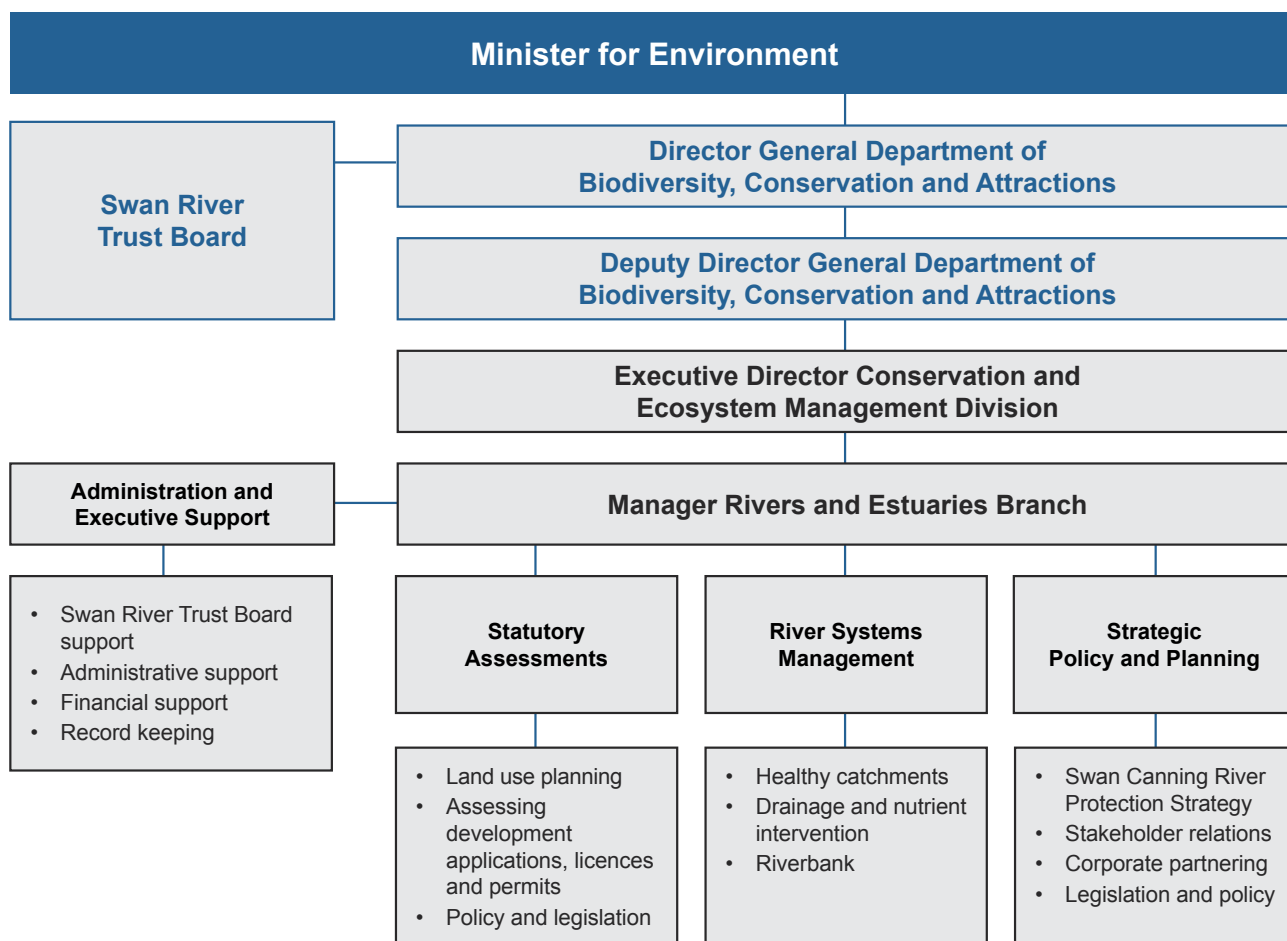 Minister for Environment
Swan River
Trust Board
Director General Department of
Biodiversity, Conservation and Attractions
Deputy Director General Department of
Biodiversity, Conservation and Attractions
Executive Director Conservation and
Ecosystem Management Division
Administration and
Executive Support
Manager Rivers and Estuaries Branch
• Swan River Trust Board
support
• Administrative support
• Financial support
• Record keeping
Statutory
Assessments
River Systems
Management
Strategic
Policy and Planning
• Land use planning
• Assessing
development
applications, licences
and permits
• Policy and legislation
• Healthy catchments
• Drainage and nutrient
intervention
• Riverbank
• Swan Canning River
Protection Strategy
• Stakeholder relations
• Corporate partnering
• Legislation and policy